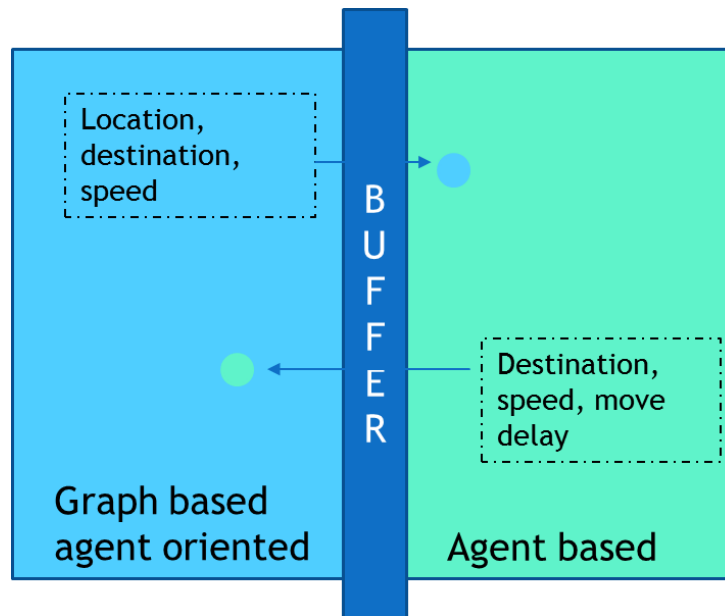 Location,
destination,
speed
B
U
F
F
E
R
Destination,
speed, move
delay
Graph based
agent oriented
Agent based